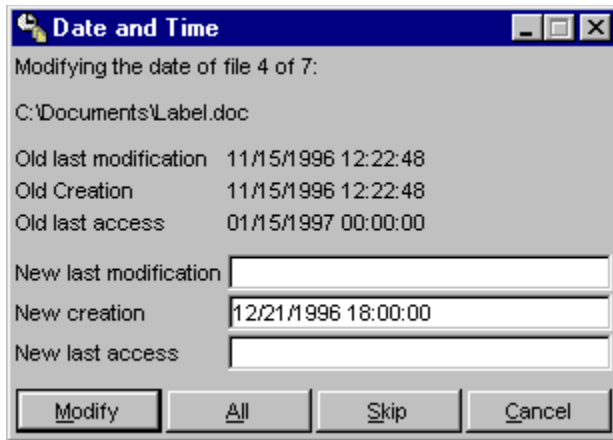 Date and Time
Modifying the date of file 4 of 7:
C:\Documents\Label.doc
Old last modification 11/15/1996 12:22:48
Old Creation 11/15/1996 12:22:48
Old last access 01/15/1997 00:00:00
New last modification
New creation 12/21/1996 18:00:00
New last access
Modify All Skip Cancel